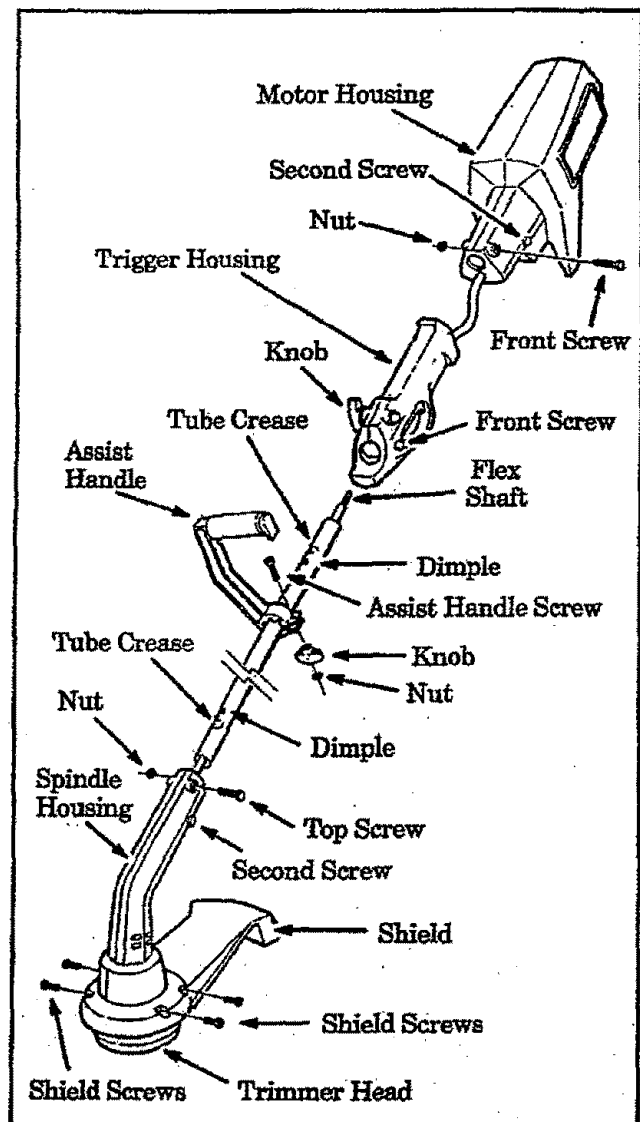 Motor Housing
Second Screw
Nut
Trigger Housing
Front Screw
Knob
Tube Crease
Front Screw
Assist
Handle
Flex
Shaft
Dimple
Assist Handle Screw
Tube Crease
Knob
Nut
Nut
Dimple
Spindle
Housing
Top Screw
Second Screw
Shield
Shield Screws
Shield Screws
Trimmer Head